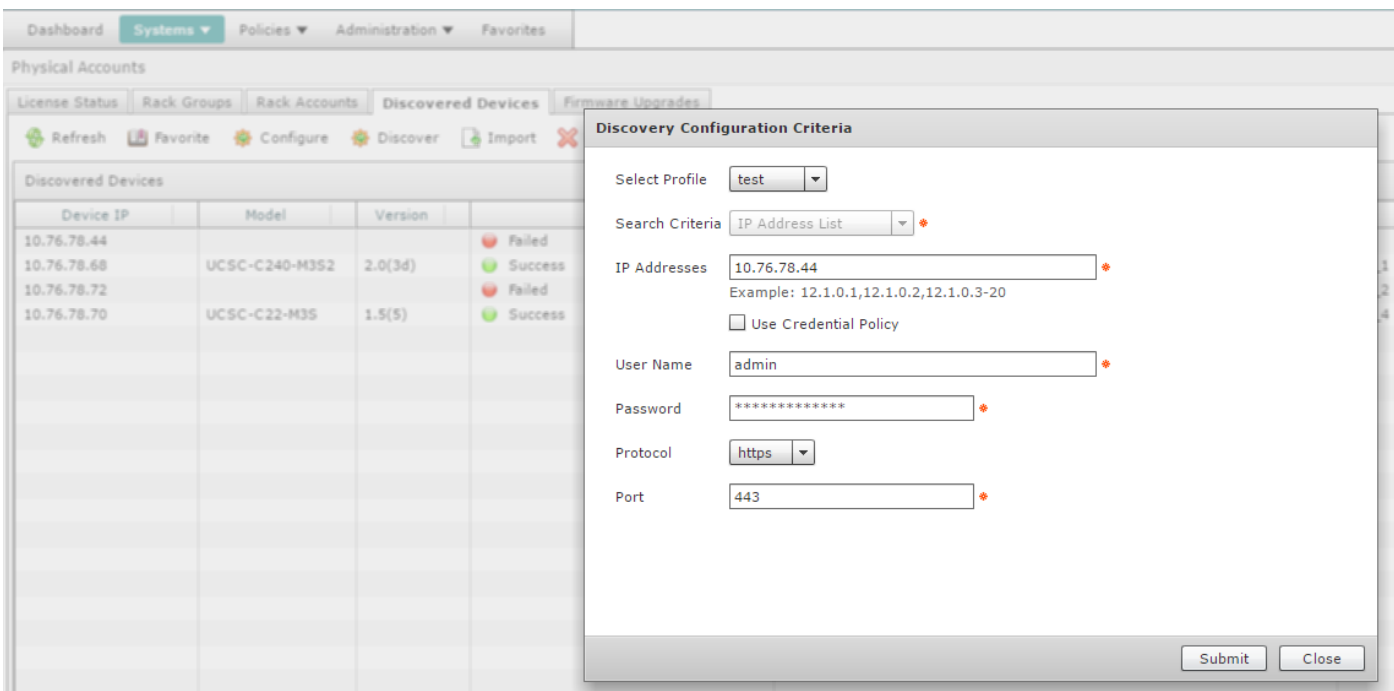 Dashboard Systems ▼ Policies ▼ Administration ▼ Favorites
Physical Accounts
License Status Rack Groups Rack Accounts Discovered Devices Firmware Upgrades
Refresh Favorite Configure Discover Import
Discovered Devices
Device IP Model Version
10.76.78.44 Failed
10.76.78.68 UCSC-C240-M3S2 2.0(3d) Success
10.76.78.72 Failed
10.76.78.70 UCSC-C22-M3S 1.5(5) Success
Discovery Configuration Criteria
Select Profile test
Search Criteria IP Address List
IP Addresses 10.76.78.44
Example: 12.1.0.1,12.1.0.2,12.1.0.3-20
Use Credential Policy
User Name admin
Password *************
Protocol https
Port 443
Submit Close